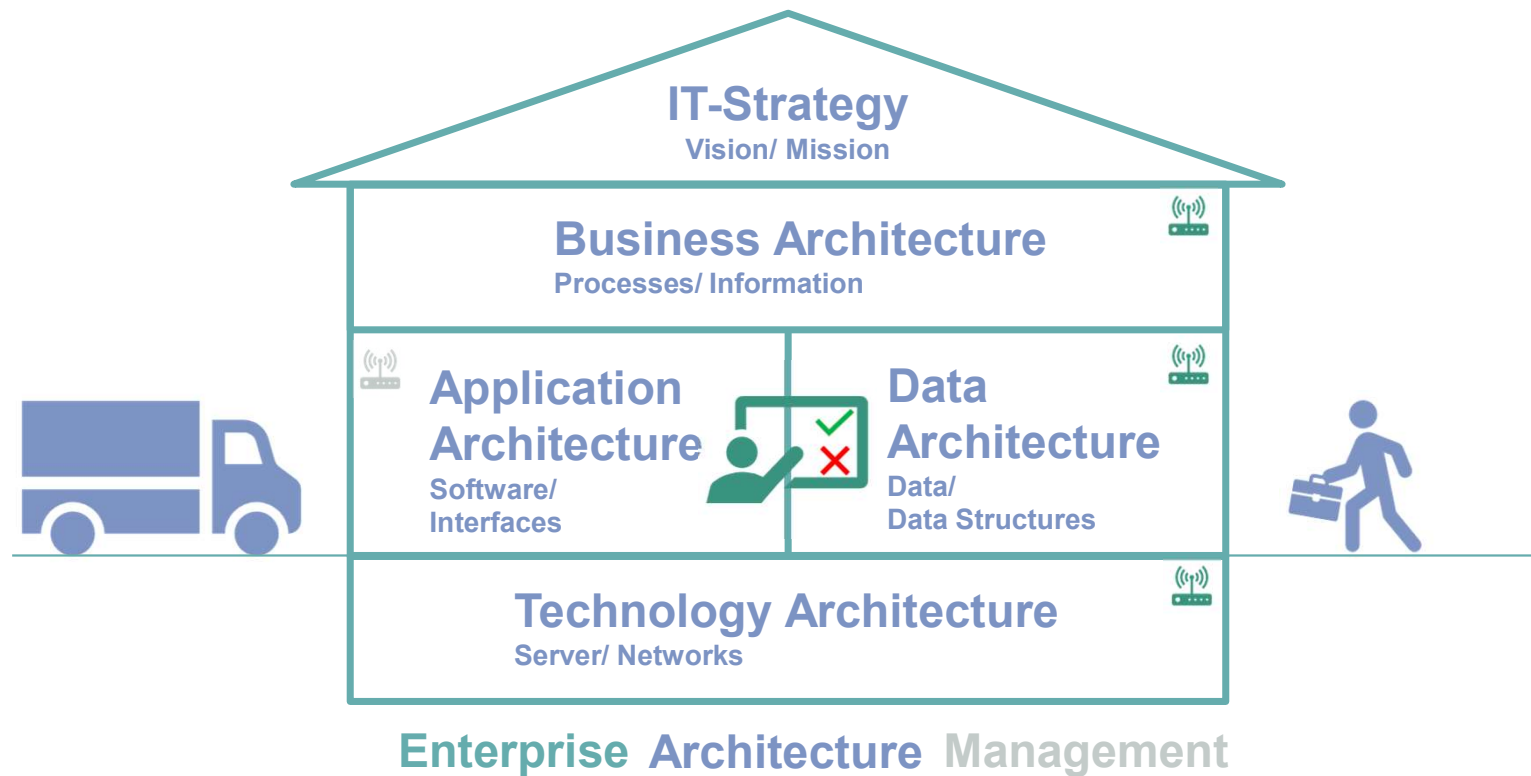 IT-Strategy
Vision/ Mission
Business Architecture
Processes/ Information
Application
Architecture
Software/
Interfaces
Data
Architecture
Data/
Data Structures
Technology Architecture
Server/ Networks
Enterprise Architecture Management